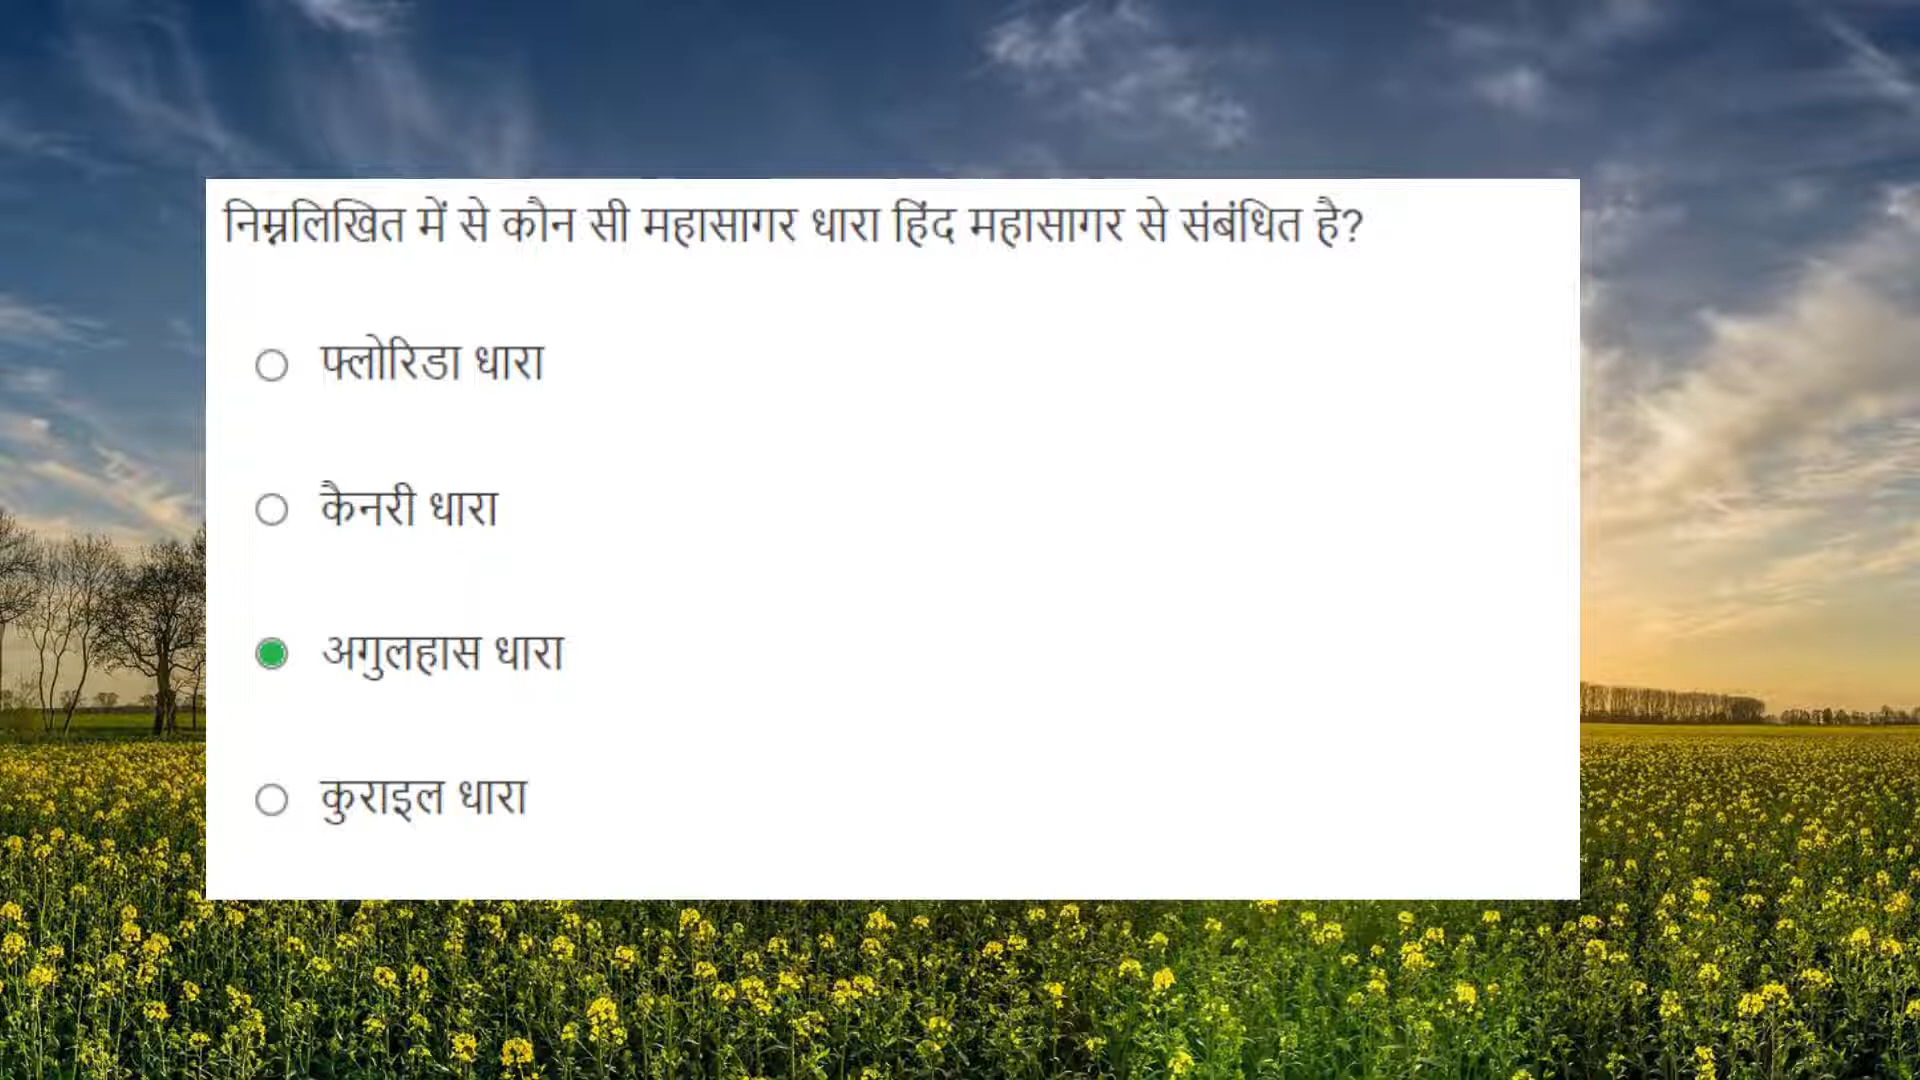 निम्नलिखित में से कौन सी महासागर धारा हिंद महासागर से संबंधित है?
फ्लोरिडा धारा
कैनरी धारा
अगुलहास धारा
कुराइल धारा